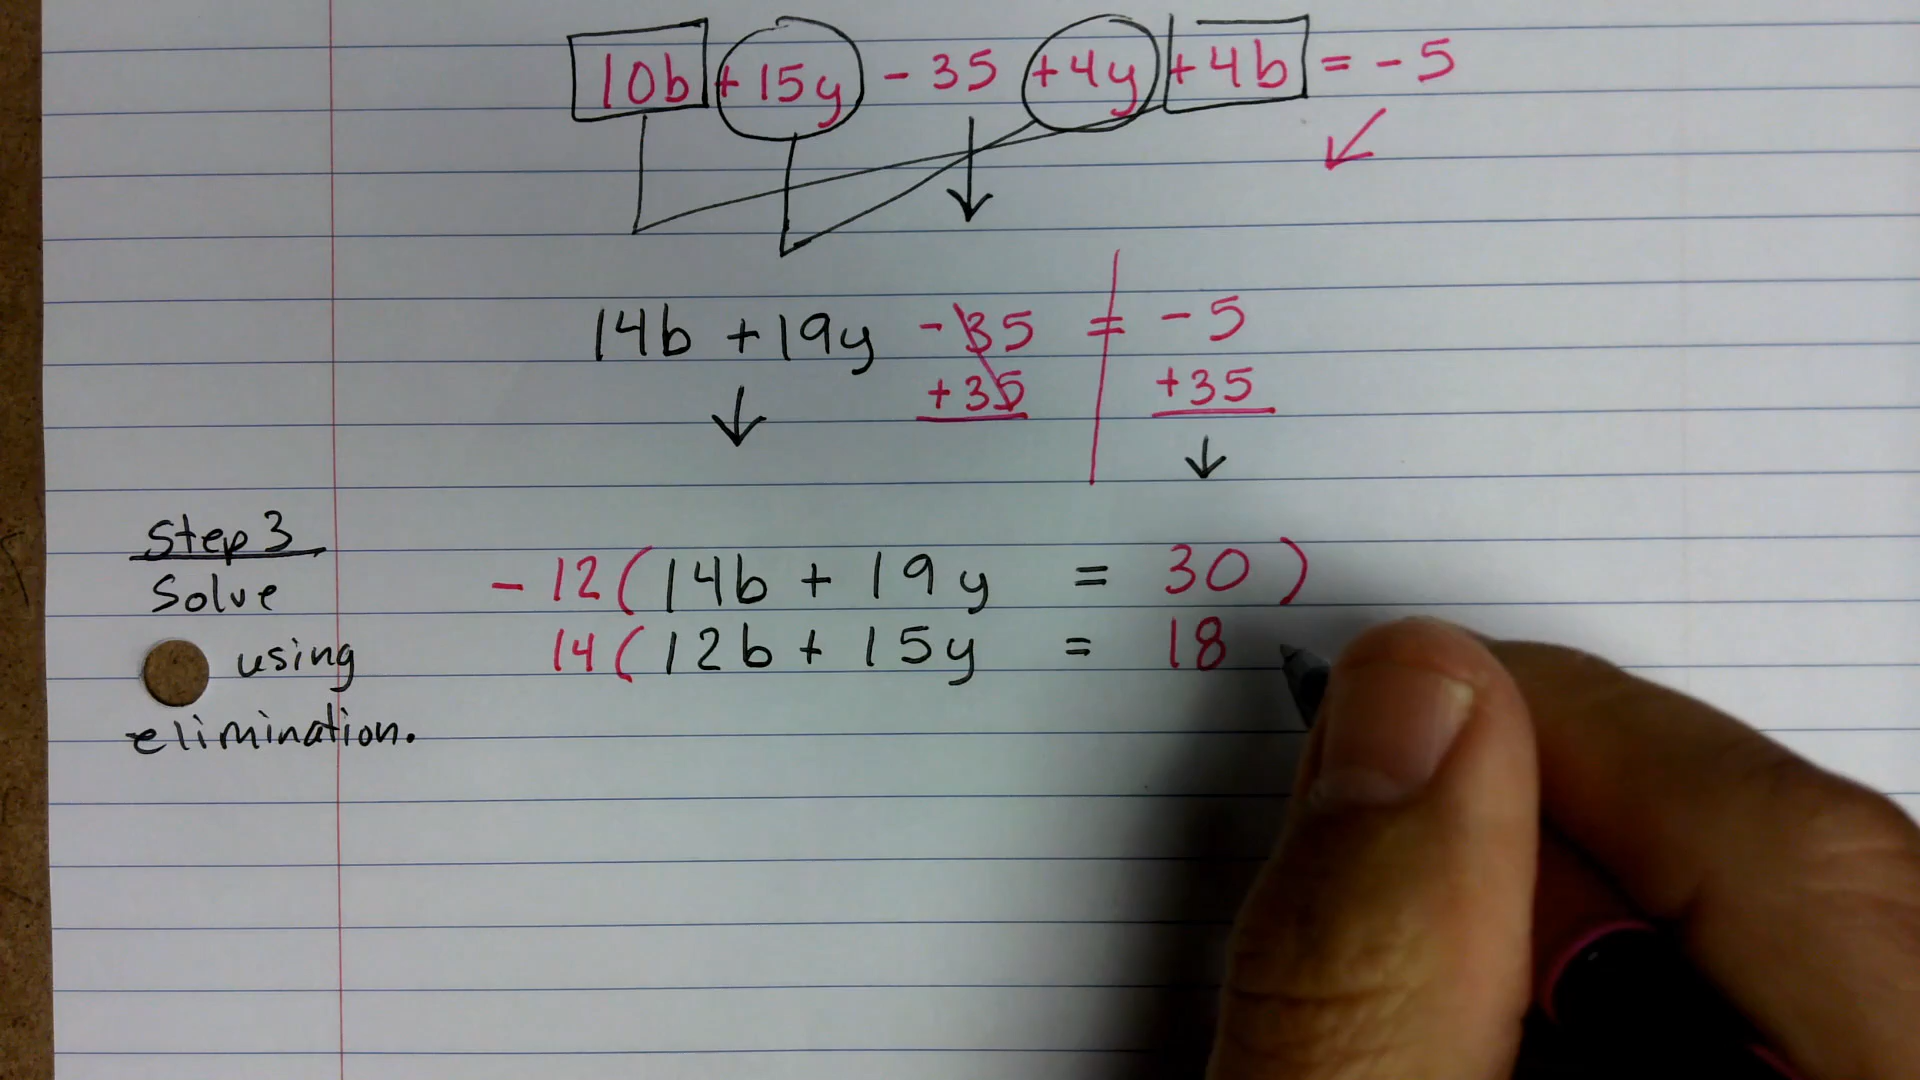 10b +15y - 35 +4y +4b = -5
14b +19y -35 = -5
+35 +35
Step 3
Solve
using
elimination.
-12(14b + 19y = 30)
14(12b + 15y = 18